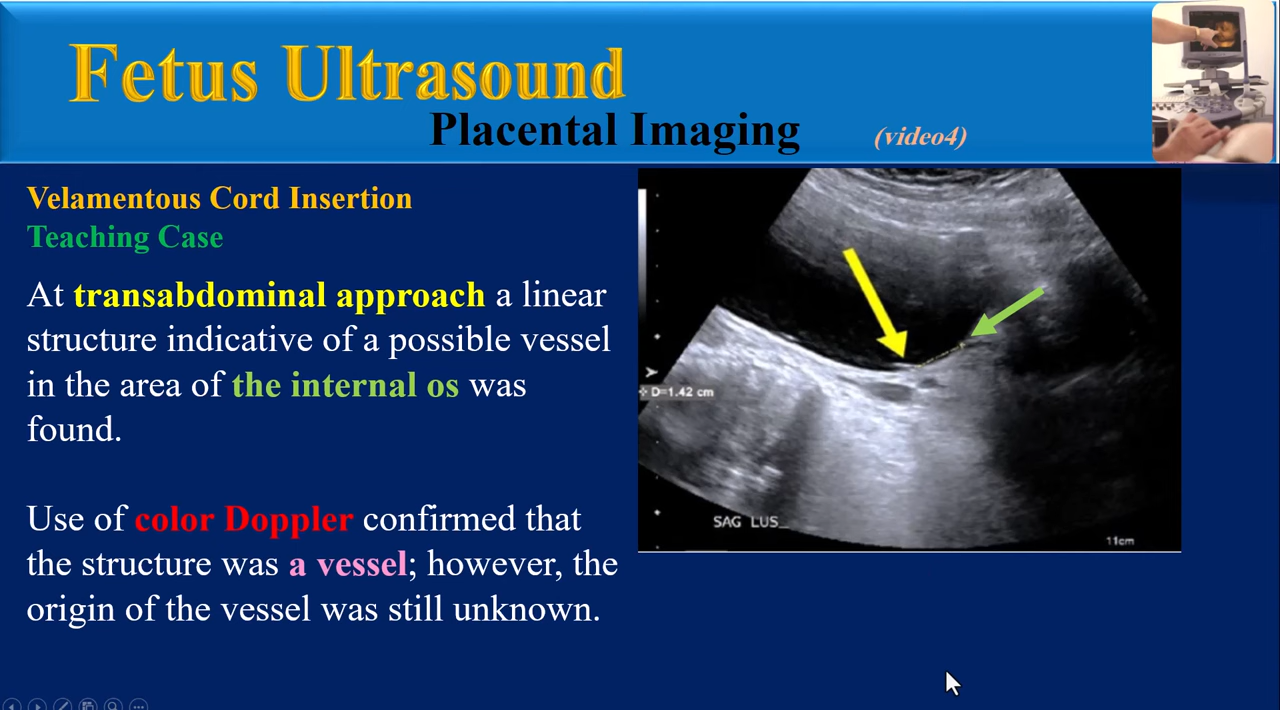 Fetus Ultrasound
Placental Imaging
(video4)
Velamentous Cord Insertion
Teaching Case
At transabdominal approach a linear
structure indicative of a possible vessel
in the area of the internal os was
found.
Use of color Doppler confirmed that
the structure was a vessel; however, the
origin of the vessel was still unknown.
D=1.42 cm
SAG LUS_
11cm